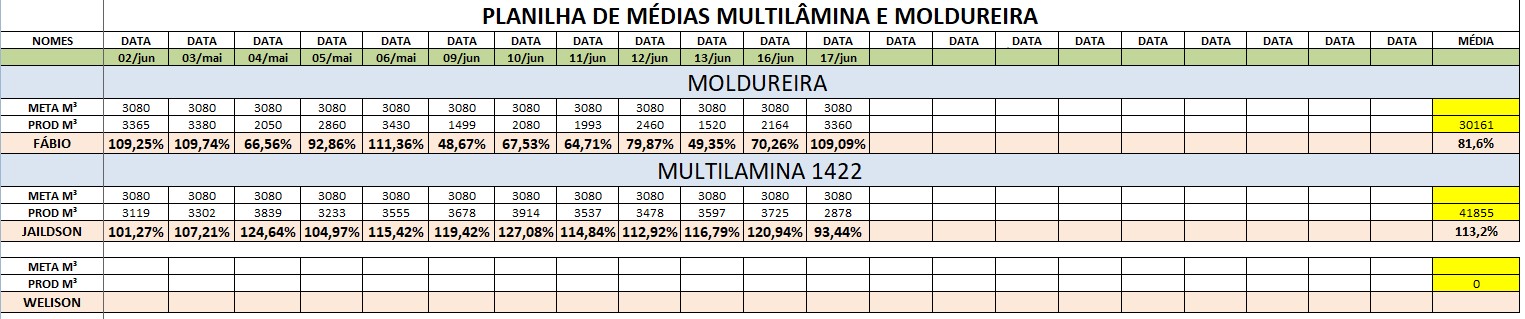 PLANILHA DE MÉDIAS MULTILÂMINA E MOLDUREIRA
NOMES DATA DATA DATA DATA DATA DATA DATA DATA DATA DATA DATA DATA DATA DATA DATA DATA DATA DATA MÉDIA
02/jun 03/mai 04/mai 05/mai 06/mai 09/jun 10/jun 11/jun 12/jun 13/jun 16/jun 17/jun
MOLDUREIRA
META M³ 3080 3080 3080 3080 3080 3080 3080 3080 3080 3080 3080 3080
PROD M³ 3365 3380 2050 2860 3430 1499 2080 1993 2460 1520 2164 3360 30161
FÁBIO 109,25% 109,74% 66,56% 92,86% 111,36% 48,67% 67,53% 64,71% 79,87% 49,35% 70,26% 109,09% 81,6%
MULTILAMINA 1422
META M³ 3080 3080 3080 3080 3080 3080 3080 3080 3080 3080 3080 3080
PROD M³ 3119 3302 3839 3233 3555 3678 3914 3537 3478 3597 3725 2878 41855
JAILDSON 101,27% 107,21% 124,64% 104,97% 115,42% 119,42% 127,08% 114,84% 112,92% 116,79% 120,94% 93,44% 113,2%
META M³
PROD M³ 0
WELISON